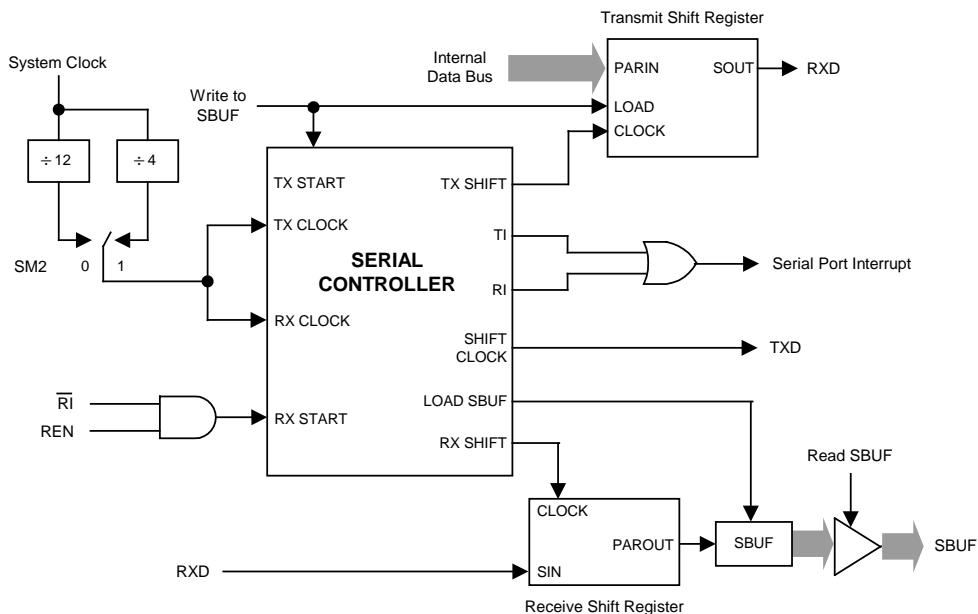 Transmit Shift Register
System Clock
Internal
Data Bus
PARIN
SOUT
RXD
Write to
SBUF
LOAD
CLOCK
÷ 12
÷ 4
TX START
TX SHIFT
TX CLOCK
TI
SM2
0
1
SERIAL
CONTROLLER
Serial Port Interrupt
RI
RX CLOCK
SHIFT
CLOCK
TXD
RI
REN
LOAD SBUF
RX START
RX SHIFT
Read SBUF
CLOCK
PAROUT
SBUF
SBUF
RXD
SIN
Receive Shift Register